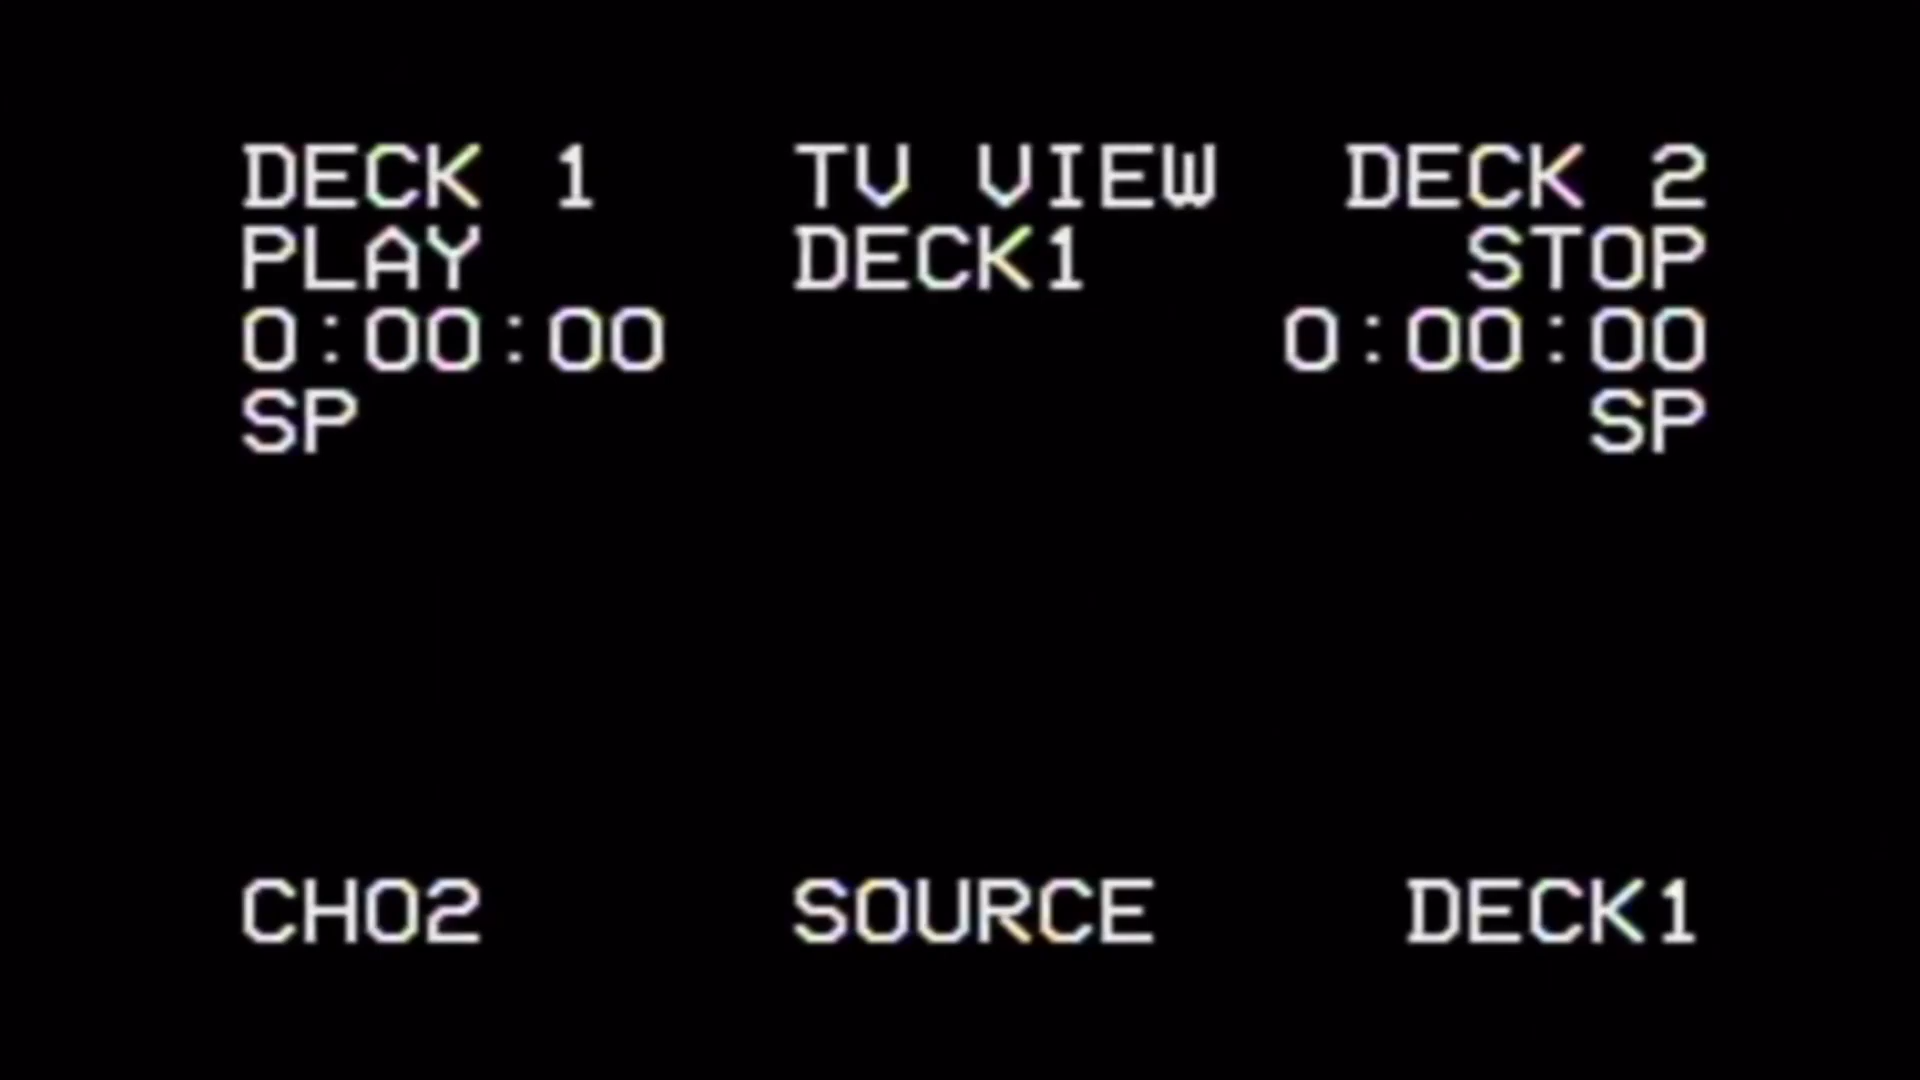 DECK 1 TV VIEW DECK 2
PLAY DECK1 STOP
0:00:00 0:00:00
SP SP
CH02 SOURCE DECK1